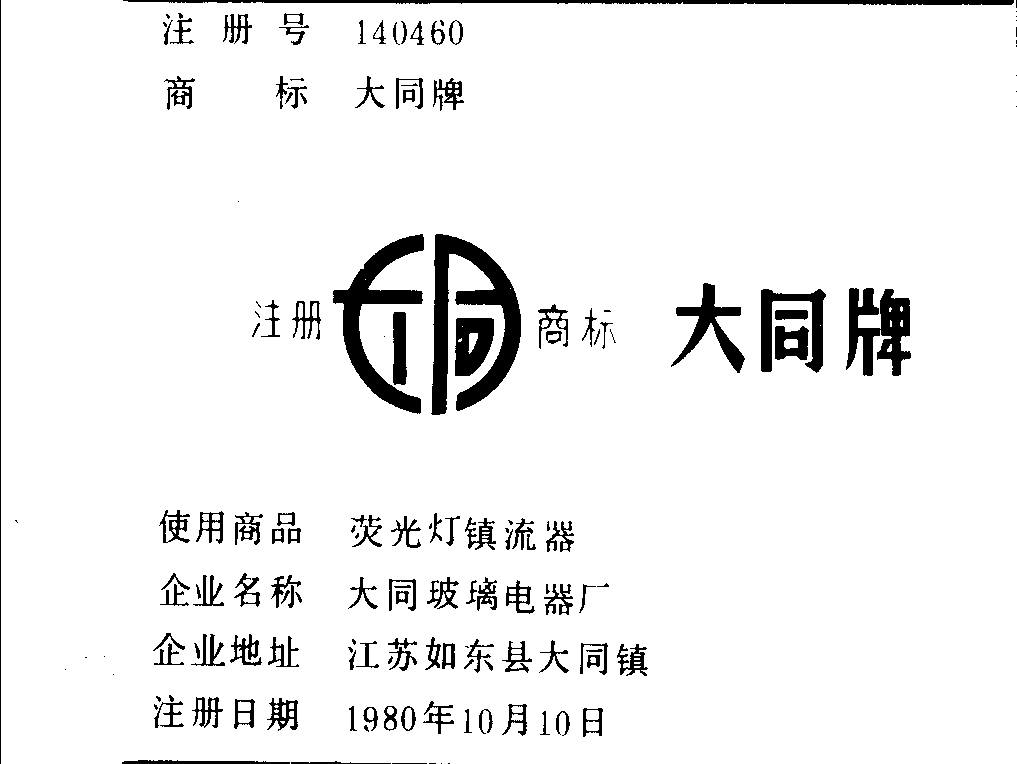 注册号 140460
商标 大同牌
注册 商标 大同牌
使用商品 荧光灯镇流器
企业名称 大同玻璃电器厂
企业地址 江苏如东县大同镇
注册日期 1980年10月10日